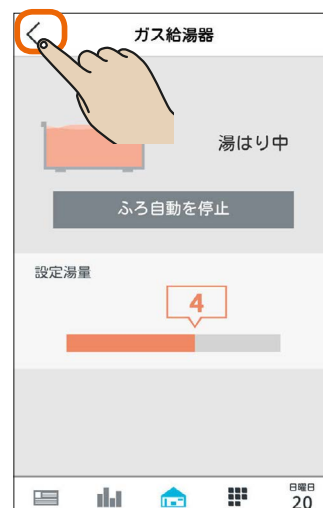 ガス給湯器
湯はり中
ふろ自動を停止
設定湯量
4
日曜日
20